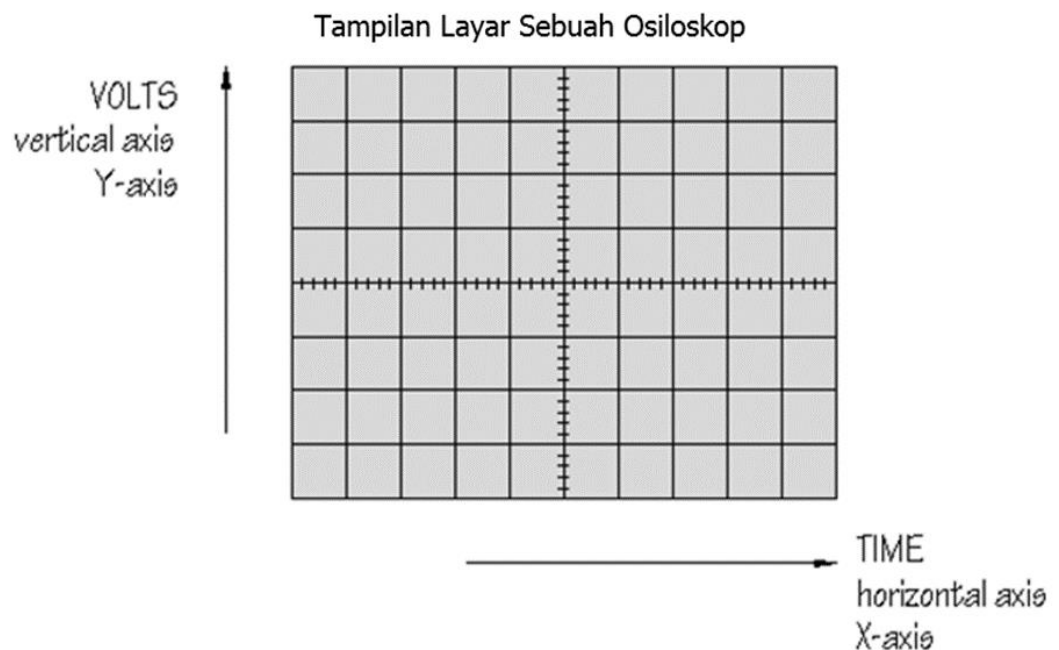 Tampilan Layar Sebuah Osiloskop
VOLTS
vertical axis
Y-axis
TIME
horizontal axis
X-axis